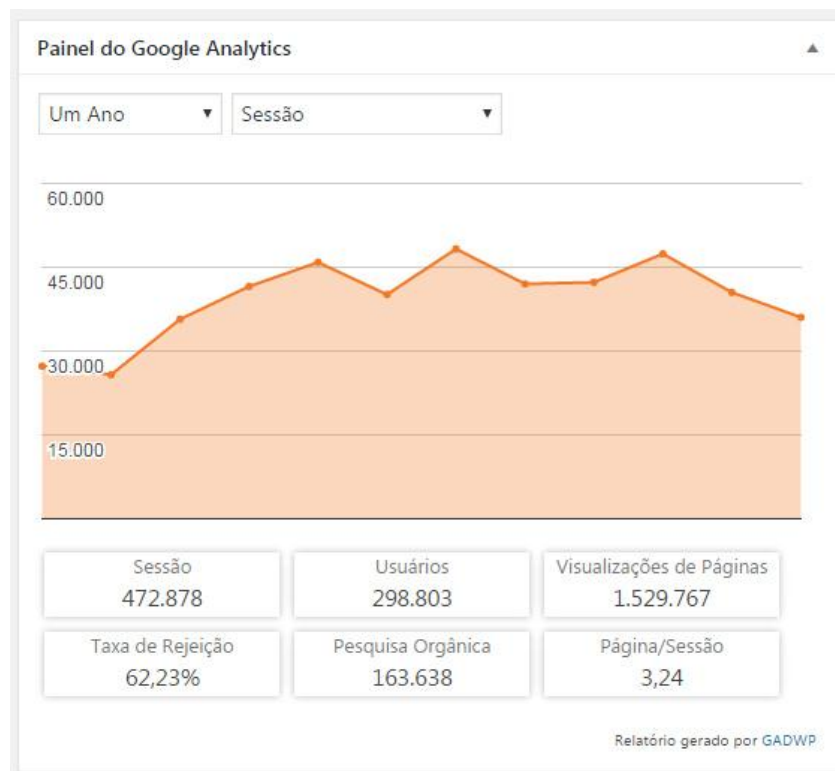 Painel do Google Analytics
Um Ano Sessão
60.000
45.000
30.000
15.000
Sessão Usuários Visualizações de Páginas
472.878 298.803 1.529.767
Taxa de Rejeição Pesquisa Orgânica Página/Sessão
62,23% 163.638 3,24
Relatório gerado por GADWP